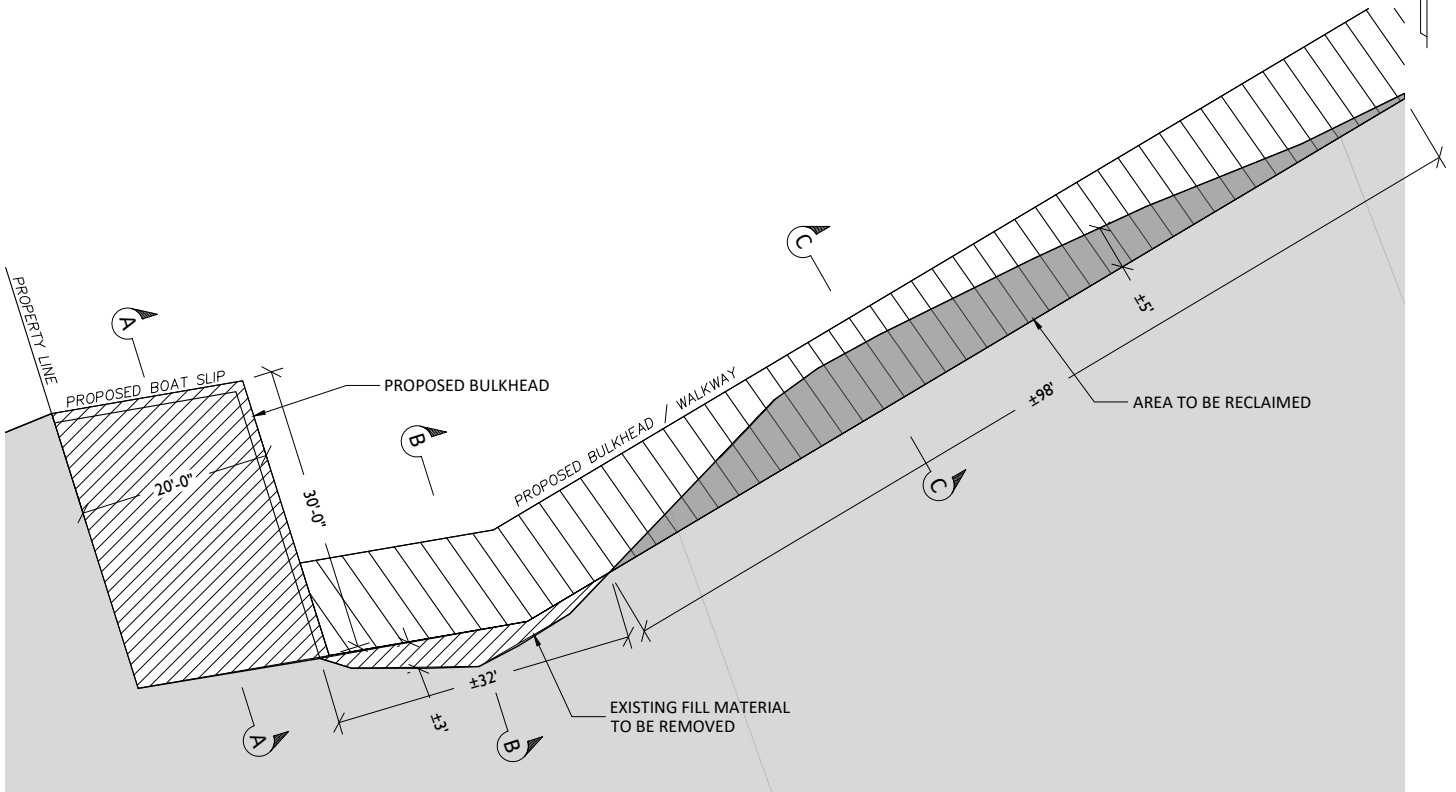 PROPERTY LINE
A
PROPOSED BOAT SLIP
PROPOSED BULKHEAD
20'-0"
30'-0"
B
PROPOSED BULKHEAD / WALKWAY
C
±5'
±98'
AREA TO BE RECLAIMED
C
±32'
±3'
EXISTING FILL MATERIAL
TO BE REMOVED
A
B